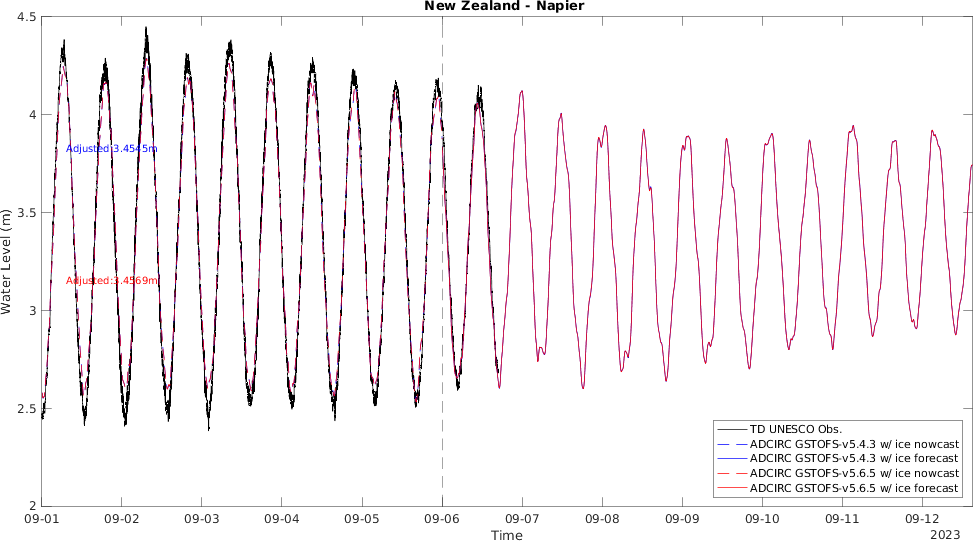 New Zealand - Napier
4.5
4
3.5
3
2.5
2
Water Level (m)
Adjusted:3.4545m
Adjusted:3.4569m
TD UNESCO Obs.
ADCIRC GSTOFS-v5.4.3 w/ ice nowcast
ADCIRC GSTOFS-v5.4.3 w/ ice forecast
ADCIRC GSTOFS-v5.6.5 w/ ice nowcast
ADCIRC GSTOFS-v5.6.5 w/ ice forecast
09-01 09-02 09-03 09-04 09-05 09-06 09-07 09-08 09-09 09-10 09-11 09-12
Time
2023